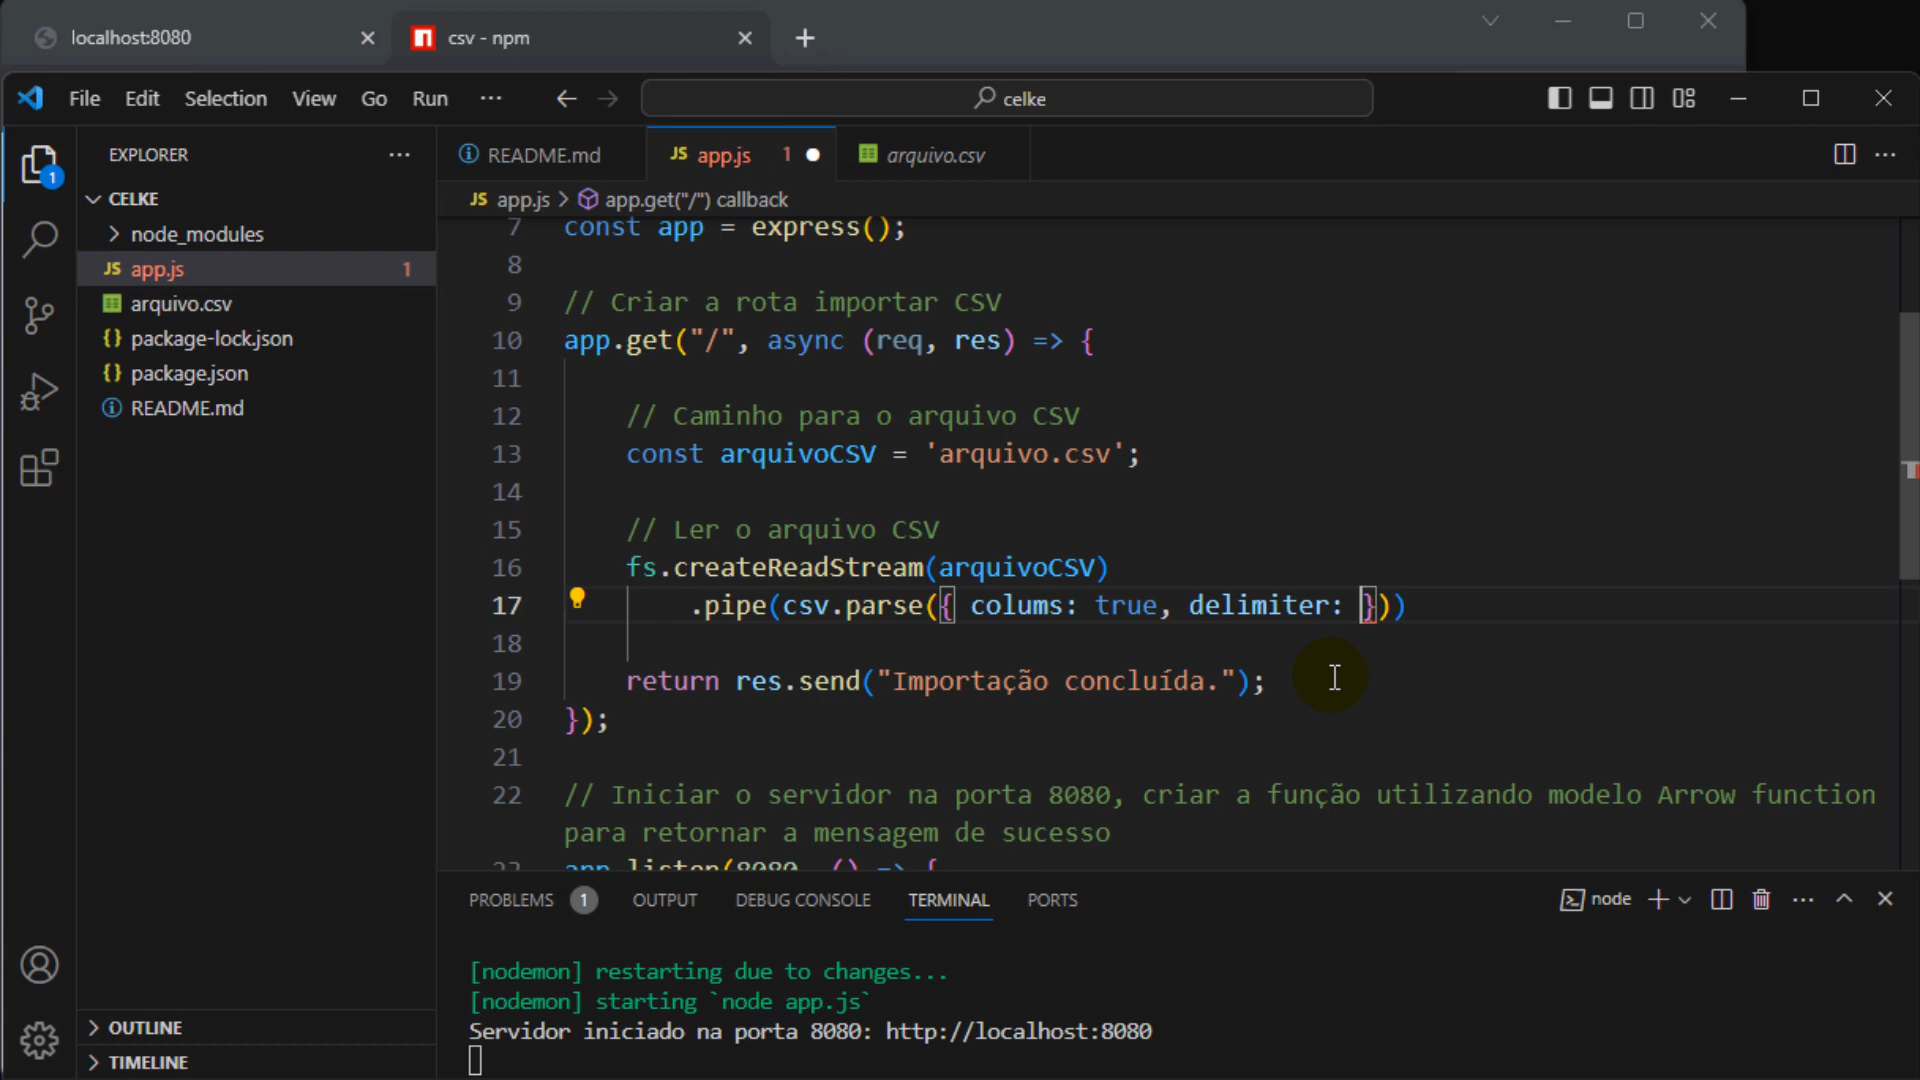 localhost:8080
csv - npm
File Edit Selection View Go Run ...
celke
EXPLORER
1
CELKE
node_modules
JS app.js 1
arquivo.csv
{} package-lock.json
{} package.json
README.md
OUTLINE
TIMELINE
README.md
JS app.js 1
arquivo.csv
JS app.js > app.get("/") callback
7 const app = express();
8
9 // Criar a rota importar CSV
10 app.get("/", async (req, res) => {
11
12 // Caminho para o arquivo CSV
13 const arquivoCSV = 'arquivo.csv';
14
15 // Ler o arquivo CSV
16 fs.createReadStream(arquivoCSV)
17 .pipe(csv.parse({ colums: true, delimiter: }))
18
19 return res.send("Importação concluída.");
20 });
21
22 // Iniciar o servidor na porta 8080, criar a função utilizando modelo Arrow function
para retornar a mensagem de sucesso
23 app.listen(8080, () => {
PROBLEMS 1 OUTPUT DEBUG CONSOLE TERMINAL PORTS
node
[nodemon] restarting due to changes...
[nodemon] starting `node app.js`
Servidor iniciado na porta 8080: http://localhost:8080